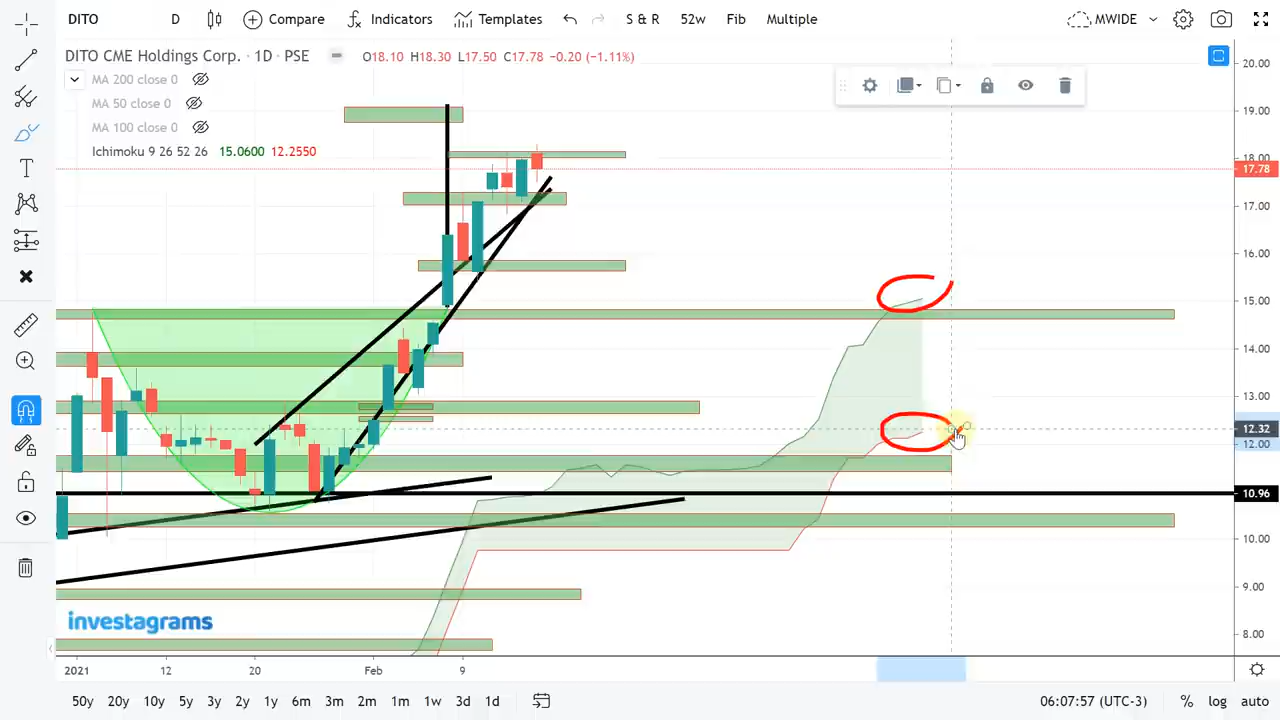 DITO D Compare Indicators Templates S & R 52w Fib Multiple MWIDE
DITO CME Holdings Corp. · 1D · PSE O18.10 H18.30 L17.50 C17.78 −0.20 (−1.11%)
MA 200 close 0
MA 50 close 0
MA 100 close 0
Ichimoku 9 26 52 26 15.0600 12.2550
20.00
19.00
18.00
17.78
17.00
16.00
15.00
14.00
13.00
12.32
12.00
10.96
10.00
9.00
8.00
investagrams
2021 12 20 Feb 9
50y 20y 10y 5y 3y 2y 1y 6m 3m 2m 1m 1w 3d 1d 06:07:57 (UTC-3) % log auto